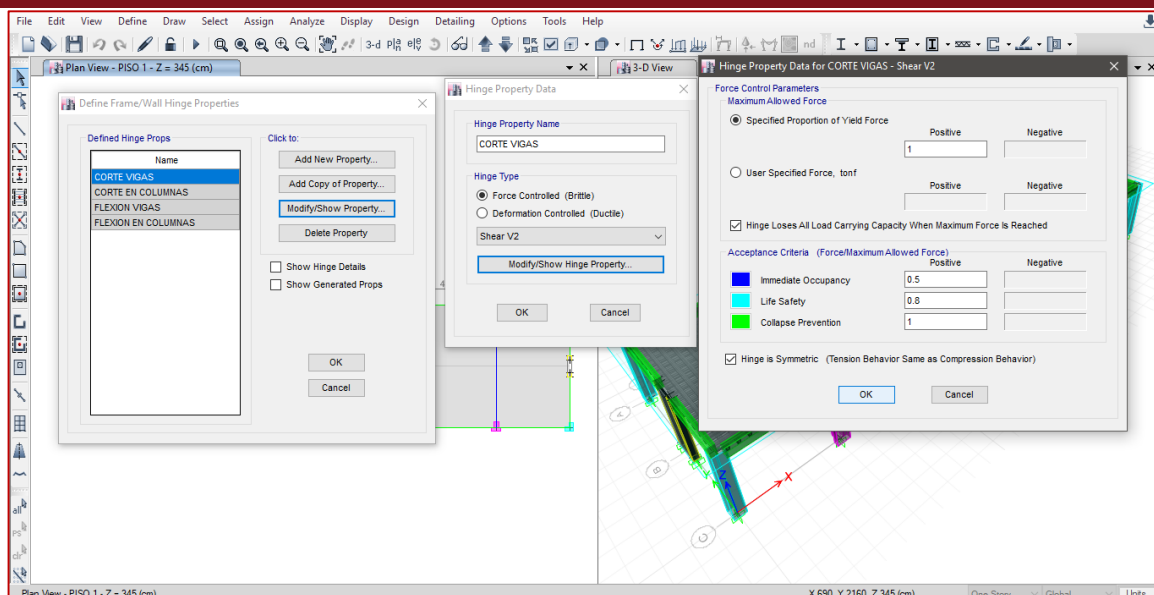 File Edit View Define Draw Select Assign Analyze Display Design Detailing Options Tools Help
3-d nd
Plan View - PISO 1 - Z = 345 (cm)
3-D View
Define Frame/Wall Hinge Properties
Defined Hinge Props
Name
CORTE VIGAS
CORTE EN COLUMNAS
FLEXION VIGAS
FLEXION EN COLUMNAS
Click to:
Add New Property...
Add Copy of Property...
Modify/Show Property...
Delete Property
Show Hinge Details
Show Generated Props
OK
Cancel
Hinge Property Data
Hinge Property Name
CORTE VIGAS
Hinge Type
Force Controlled (Brittle)
Deformation Controlled (Ductile)
Shear V2
Modify/Show Hinge Property...
OK Cancel
Hinge Property Data for CORTE VIGAS - Shear V2
Force Control Parameters
Maximum Allowed Force
Specified Proportion of Yield Force
Positive Negative
1
User Specified Force, tonf
Positive Negative
Hinge Loses All Load Carrying Capacity When Maximum Force Is Reached
Acceptance Criteria (Force/Maximum Allowed Force)
Positive Negative
Immediate Occupancy 0.5
Life Safety 0.8
Collapse Prevention 1
Hinge is Symmetric (Tension Behavior Same as Compression Behavior)
OK Cancel
4
A
B
C
Z
X
all
ps
clr
Plan View - PISO 1 - Z = 345 (cm) X 690 Y 2160 Z 345 (cm) One Story Global Units